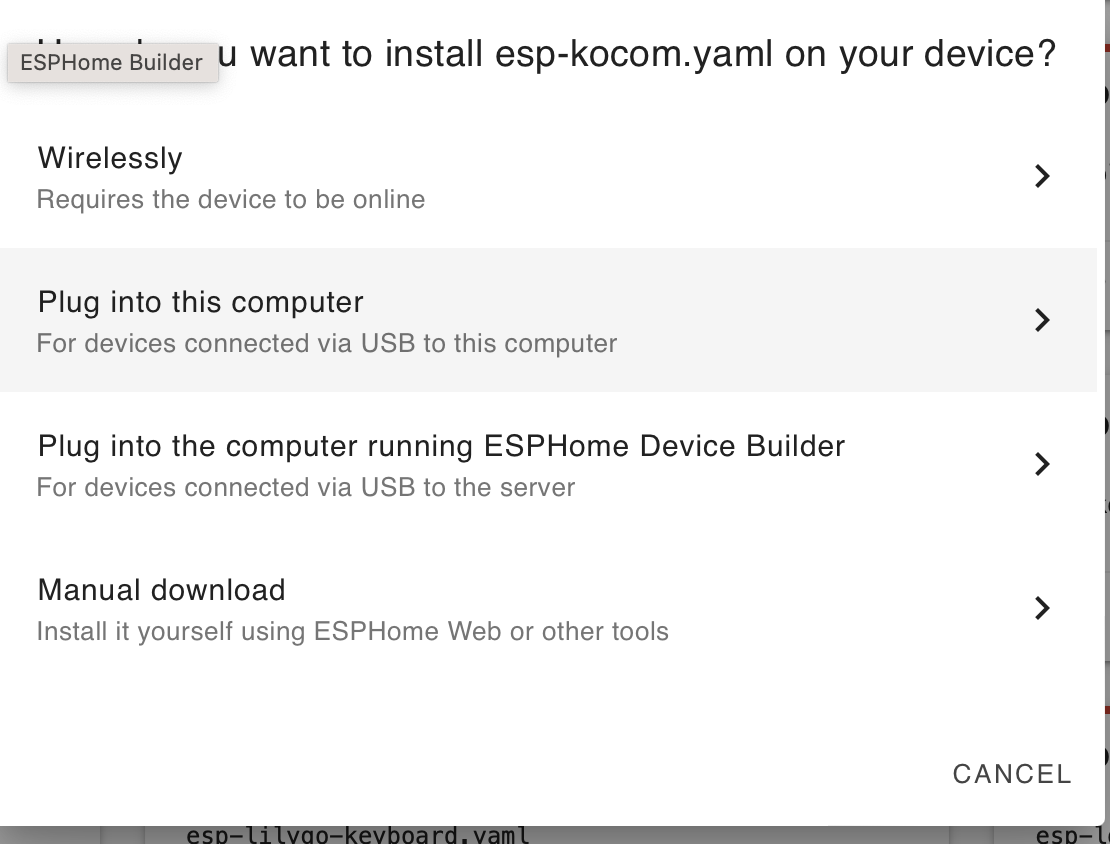 u want to install esp-kocom.yaml on your device?
ESPHome Builder
Wirelessly
Requires the device to be online
Plug into this computer
For devices connected via USB to this computer
Plug into the computer running ESPHome Device Builder
For devices connected via USB to the server
Manual download
Install it yourself using ESPHome Web or other tools
CANCEL
esp-lilygo-keyboard.yaml